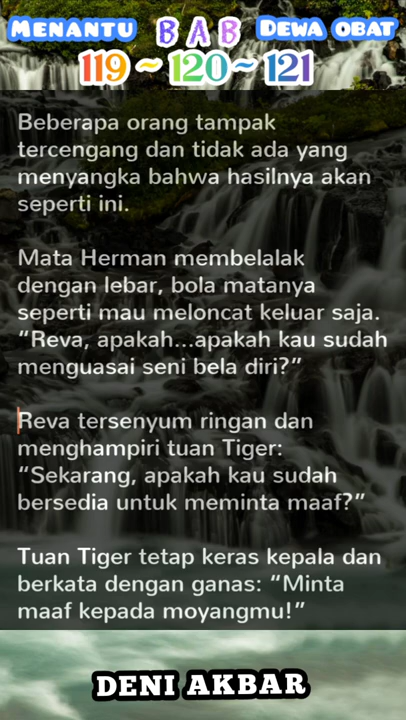 MENANTU BAB DEWA OBAT
119 ~ 120 ~ 121
Beberapa orang tampak
tercengang dan tidak ada yang
menyangka bahwa hasilnya akan
seperti ini.
Mata Herman membelalak
dengan lebar, bola matanya
seperti mau meloncat keluar saja.
“Reva, apakah...apakah kau sudah
menguasai seni bela diri?”
Reva tersenyum ringan dan
menghampiri tuan Tiger:
“Sekarang, apakah kau sudah
bersedia untuk meminta maaf?”
Tuan Tiger tetap keras kepala dan
berkata dengan ganas: “Minta
maaf kepada moyangmu!”
DENI AKBAR